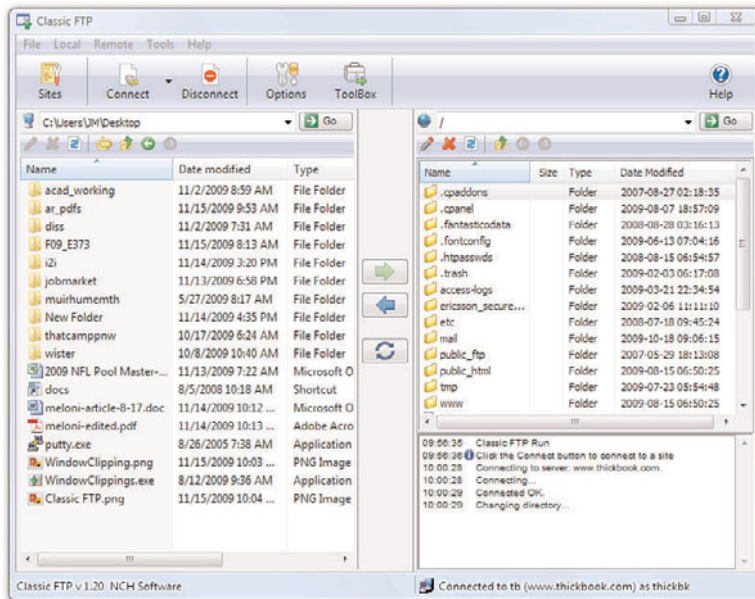 Classic FTP
File Local Remote Tools Help
Sites Connect Disconnect Options ToolBox Help
C:\Users\JM\Desktop Go
Name Date modified Type
acad_working 11/2/2009 8:59 AM File Folder
ar_pdfs 11/15/2009 9:53 AM File Folder
diss 11/2/2009 7:31 AM File Folder
F09_E373 11/15/2009 8:13 AM File Folder
i2i 11/14/2009 3:20 PM File Folder
jobmarket 11/13/2009 6:58 PM File Folder
muirhumemth 5/27/2009 8:17 AM File Folder
New Folder 11/14/2009 4:35 PM File Folder
thatcamppnw 10/17/2009 6:24 AM File Folder
wister 10/8/2009 10:40 AM File Folder
2009 NFL Pool Master-... 11/13/2009 7:22 AM Microsoft O
docs 8/5/2008 10:18 AM Shortcut
meloni-article-8-17.doc 11/14/2009 10:12 ... Microsoft O
meloni-edited.pdf 11/14/2009 10:13 ... Adobe Acro
putty.exe 8/26/2005 7:38 AM Application
WindowClipping.png 11/15/2009 10:03 ... PNG Image
WindowClippings.exe 8/12/2009 9:36 AM Application
Classic FTP.png 11/15/2009 10:04 ... PNG Image
/ Go
Name Size Type Date Modified
.cpaddons Folder 2007-08-27 02:18:35
.cpanel Folder 2009-08-07 18:57:09
.fantasticodata Folder 2008-08-28 03:16:13
.fontconfig Folder 2009-06-13 07:04:16
.htpasswds Folder 2008-08-15 06:54:57
.trash Folder 2009-02-03 06:17:08
access-logs Folder 2009-03-21 22:34:54
ericsson_secure... Folder 2009-02-06 11:11:10
etc Folder 2008-07-18 09:45:24
mail Folder 2009-10-18 09:06:15
public_ftp Folder 2007-05-29 18:13:08
public_html Folder 2009-08-15 06:50:25
tmp Folder 2009-07-23 05:54:48
www Folder 2009-08-15 06:50:25
09:56:35 Classic FTP Run
09:56:36 Click the Connect button to connect to a site
10:00:28 Connecting to server: www.thickbook.com.
10:00:28 Connecting...
10:00:29 Connected OK.
10:00:29 Changing directory...
Classic FTP v 1.20 NCH Software
Connected to tb (www.thickbook.com) as thickbk